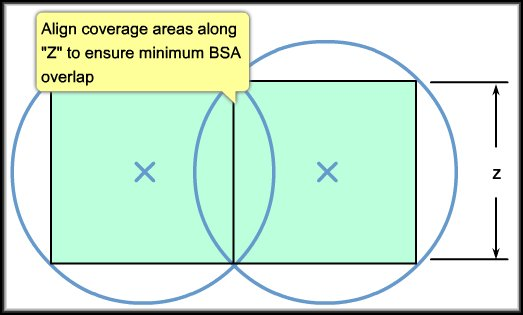 Align coverage areas along
"Z" to ensure minimum BSA
overlap
z